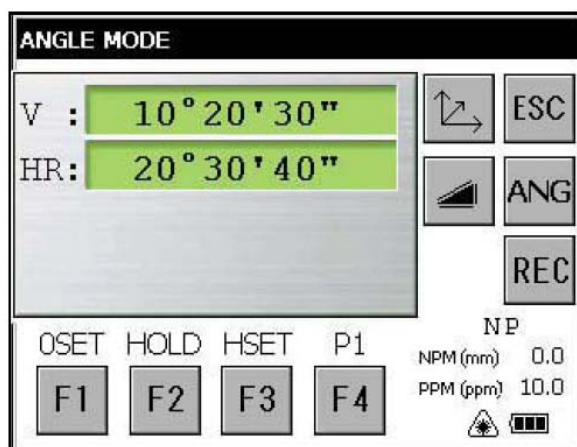 ANGLE MODE
V : 10°20'30"
HR: 20°30'40"
ESC
ANG
REC
0SET HOLD HSET P1
F1 F2 F3 F4
NP
NPM (mm) 0.0
PPM (ppm) 10.0